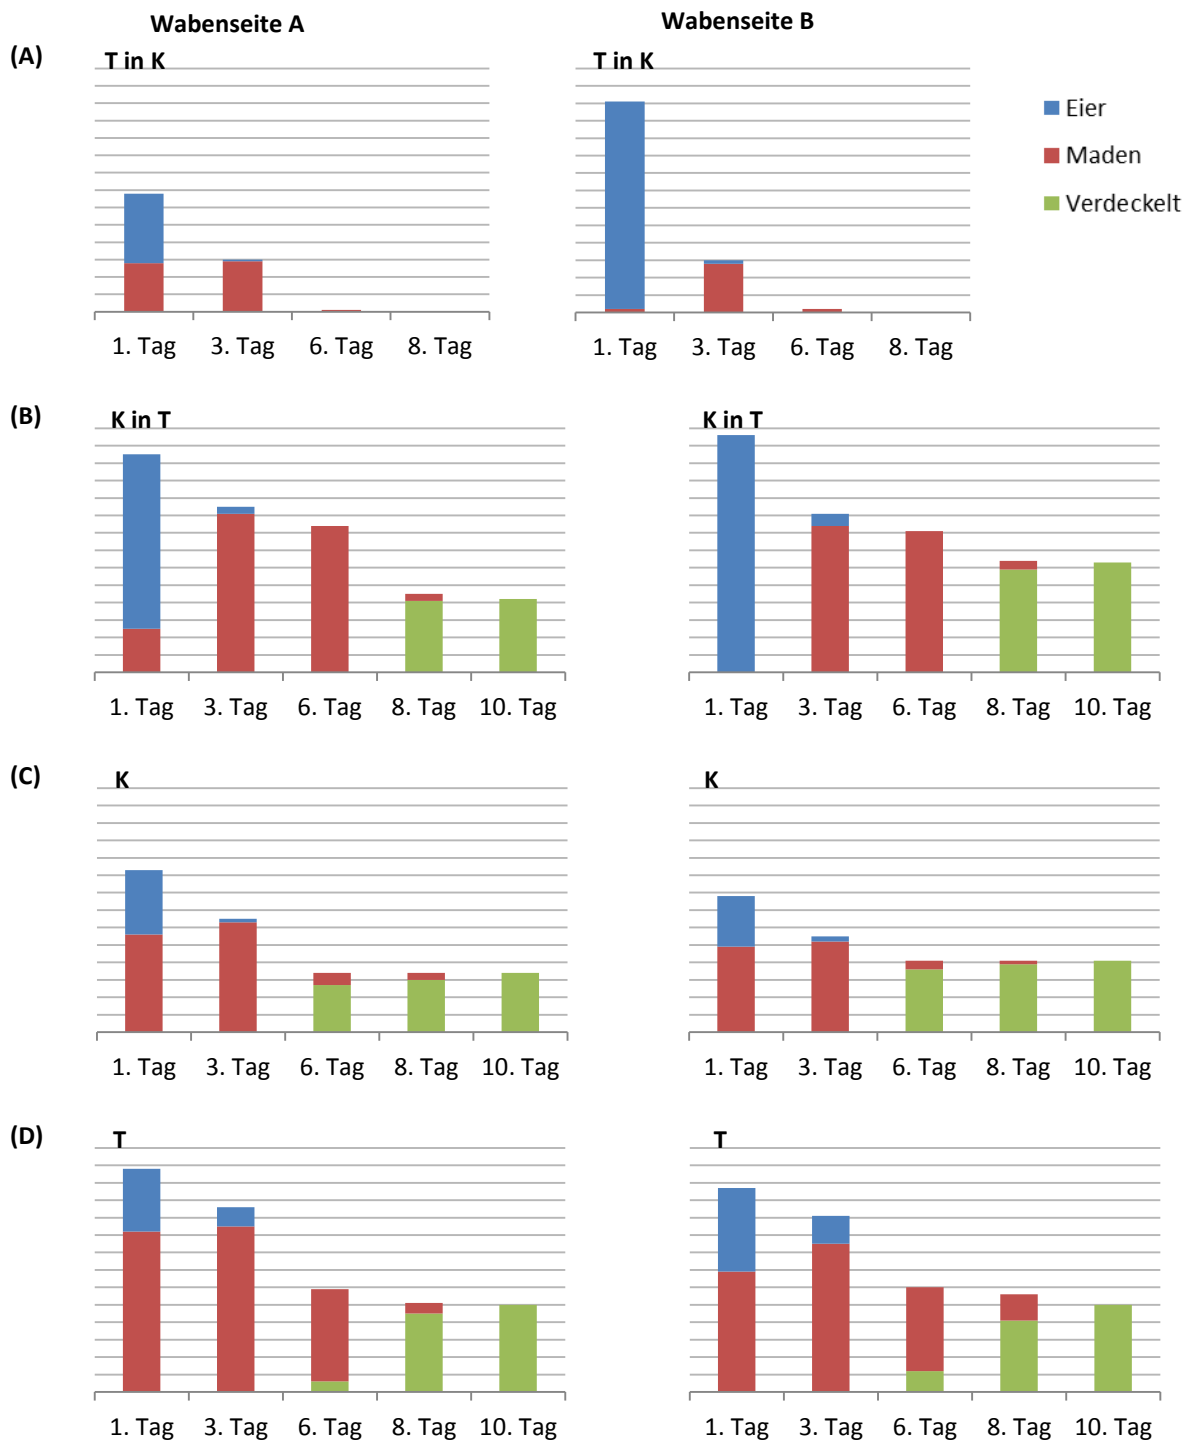 Wabenseite A
Wabenseite B
(A)
T in K
T in K
Eier
Maden
Verdeckelt
1. Tag 3. Tag 6. Tag 8. Tag
1. Tag 3. Tag 6. Tag 8. Tag
(B)
K in T
K in T
1. Tag 3. Tag 6. Tag 8. Tag 10. Tag
1. Tag 3. Tag 6. Tag 8. Tag 10. Tag
(C)
K
K
1. Tag 3. Tag 6. Tag 8. Tag 10. Tag
1. Tag 3. Tag 6. Tag 8. Tag 10. Tag
(D)
T
T
1. Tag 3. Tag 6. Tag 8. Tag 10. Tag
1. Tag 3. Tag 6. Tag 8. Tag 10. Tag